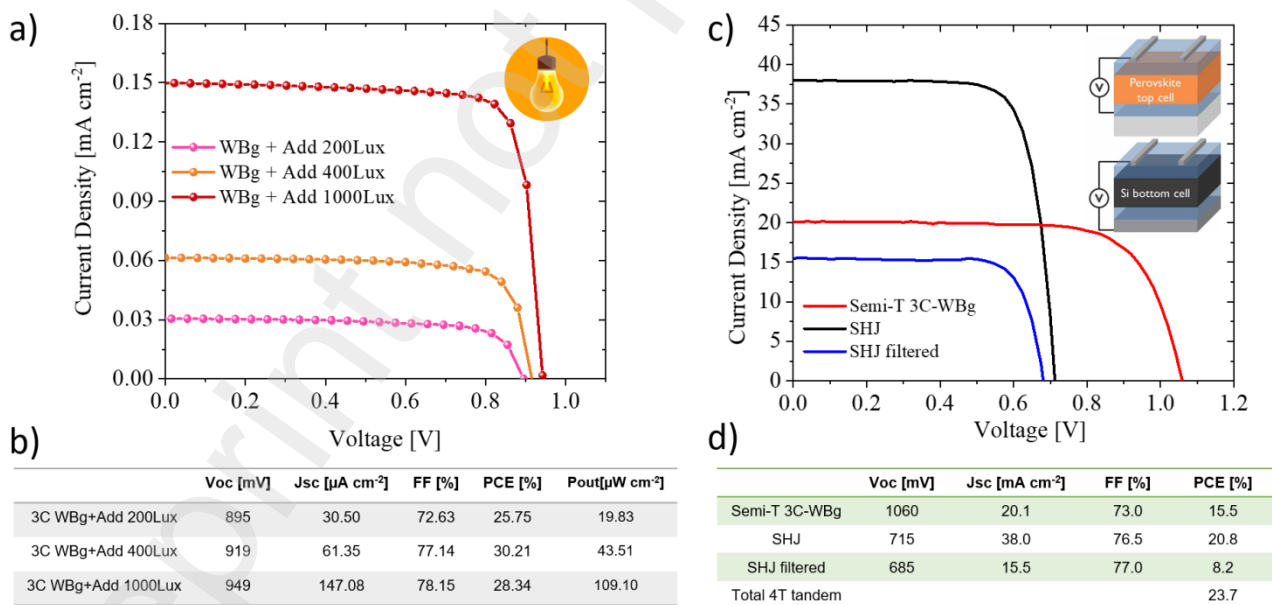 a)
0.18
0.15
0.12
0.09
0.06
0.03
0.00
Current Density [mA cm⁻²]
WBg + Add 200Lux
WBg + Add 400Lux
WBg + Add 1000Lux
0.0 0.2 0.4 0.6 0.8 1.0
Voltage [V]
c)
45
40
35
30
25
20
15
10
5
0
Current Density [mA cm⁻²]
V
Perovskite
top cell
V
Si bottom cell
Semi-T 3C-WBg
SHJ
SHJ filtered
0.0 0.2 0.4 0.6 0.8 1.0 1.2
Voltage [V]
b)
Voc [mV] Jsc [µA cm⁻²] FF [%] PCE [%] Pout[µW cm⁻²]
3C WBg+Add 200Lux 895 30.50 72.63 25.75 19.83
3C WBg+Add 400Lux 919 61.35 77.14 30.21 43.51
3C WBg+Add 1000Lux 949 147.08 78.15 28.34 109.10
d)
Voc [mV] Jsc [mA cm⁻²] FF [%] PCE [%]
Semi-T 3C-WBg 1060 20.1 73.0 15.5
SHJ 715 38.0 76.5 20.8
SHJ filtered 685 15.5 77.0 8.2
Total 4T tandem 23.7
print not